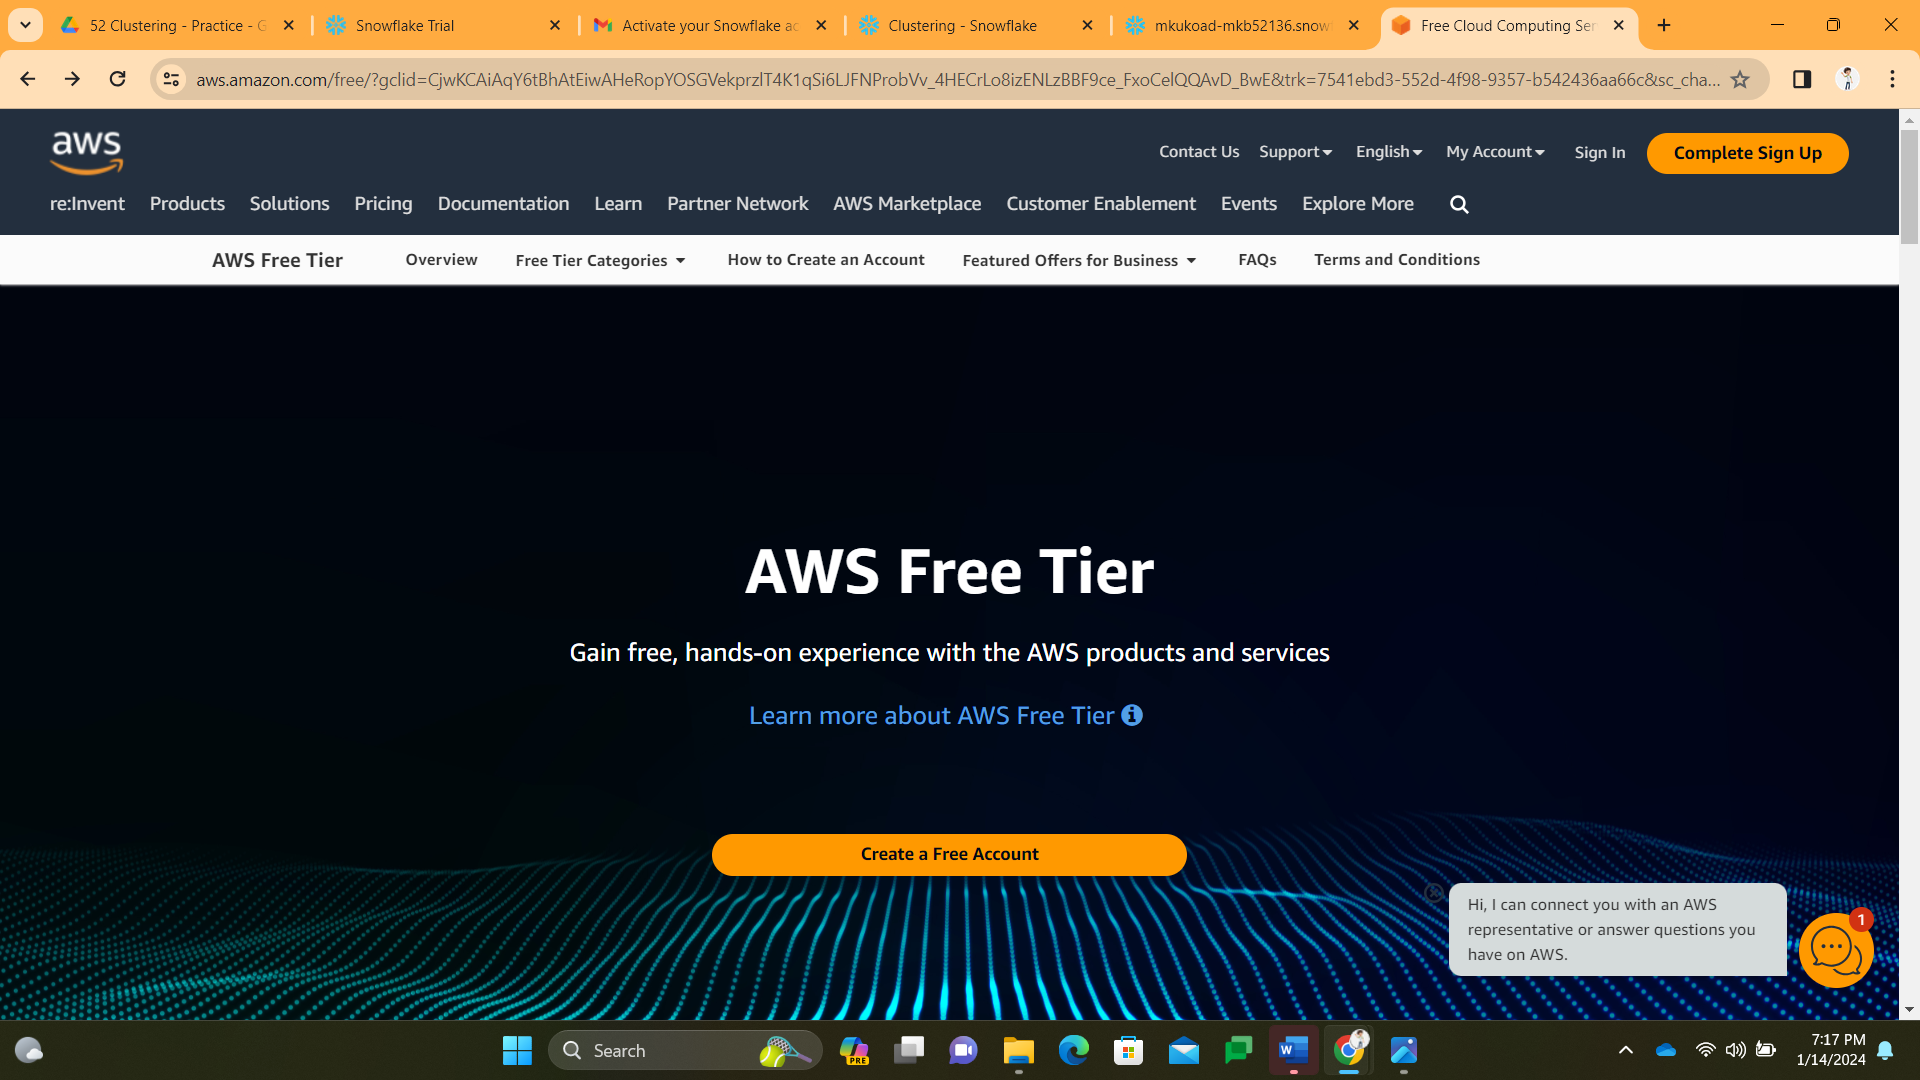 52 Clustering - Practice - G
Snowflake Trial
Activate your Snowflake ac
Clustering - Snowflake
mkukoad-mkb52136.snowf
Free Cloud Computing Ser
aws.amazon.com/free/?gclid=CjwKCAiAqY6tBhAtEiwAHeRopYOSGVekprzlT4K1qSi6LJFNProbVv_4HECrLo8izENLzBBF9ce_FxoCelQQAvD_BwE&trk=7541ebd3-552d-4f98-9357-b542436aa66c&sc_cha...
aws
Contact Us Support English My Account Sign In Complete Sign Up
re:Invent Products Solutions Pricing Documentation Learn Partner Network AWS Marketplace Customer Enablement Events Explore More
AWS Free Tier Overview Free Tier Categories How to Create an Account Featured Offers for Business FAQs Terms and Conditions
AWS Free Tier
Gain free, hands-on experience with the AWS products and services
Learn more about AWS Free Tier
Create a Free Account
Hi, I can connect you with an AWS
representative or answer questions you
have on AWS.
1
Search
PRE
W
7:17 PM
1/14/2024